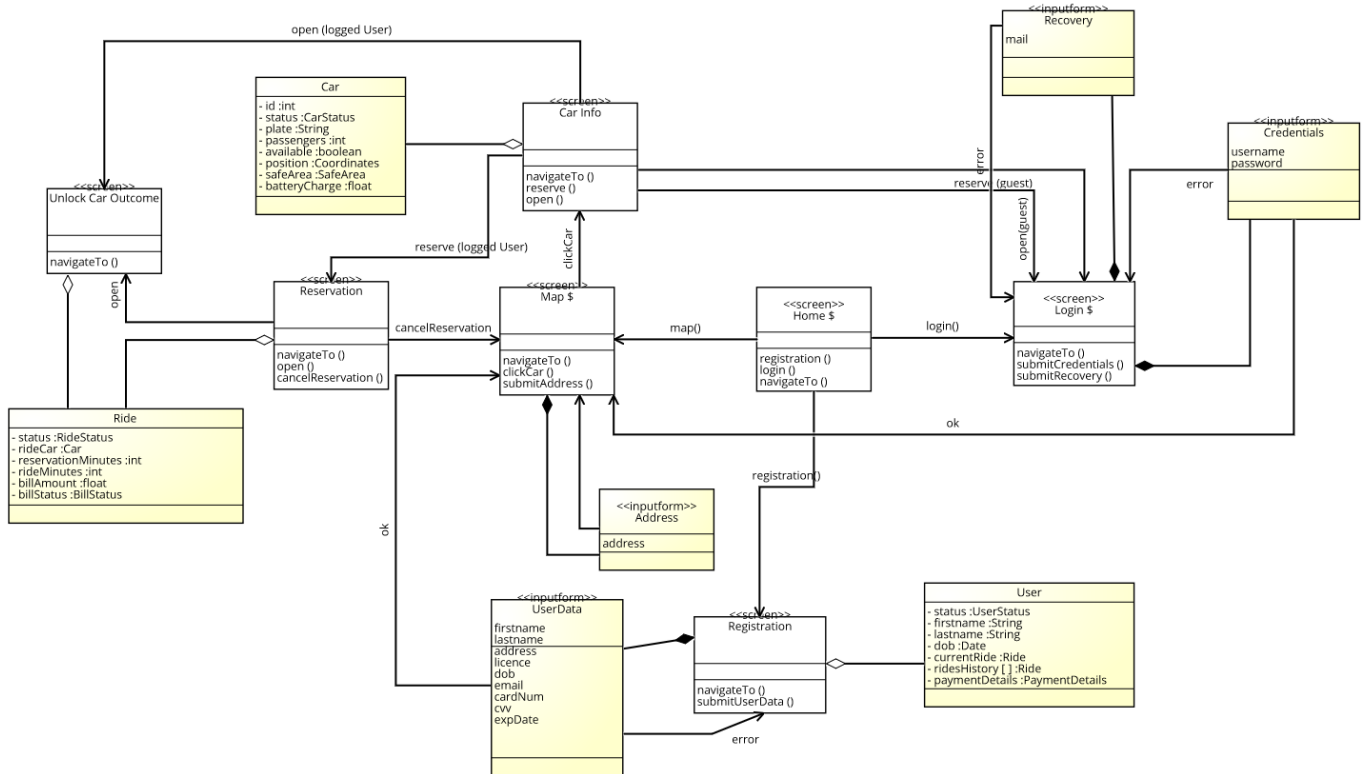 <<inputform>>
Recovery
mail
open (logged User)
Car
- id :int
- status :CarStatus
- plate :String
- passengers :int
- available :boolean
- position :Coordinates
- safeArea :SafeArea
- batteryCharge :float
<<screen>>
Car Info
navigateTo ()
reserve ()
open ()
<<inputform>>
Credentials
username
password
error
error
reserve (guest)
open(guest)
<<screen>>
Unlock Car Outcome
navigateTo ()
reserve (logged User)
clickCar
open
<<screen>>
Reservation
navigateTo ()
open ()
cancelReservation ()
cancelReservation
<<screen>>
Map $
navigateTo ()
clickCar ()
submitAddress ()
map()
<<screen>>
Home $
registration ()
login ()
navigateTo ()
login()
<<screen>>
Login $
navigateTo ()
submitCredentials ()
submitRecovery ()
Ride
- status :RideStatus
- rideCar :Car
- reservationMinutes :int
- rideMinutes :int
- billAmount :float
- billStatus :BillStatus
ok
registration()
<<inputform>>
Address
address
ok
<<inputform>>
UserData
firstname
lastname
address
licence
dob
email
cardNum
cvv
expDate
<<screen>>
Registration
navigateTo ()
submitUserData ()
error
User
- status :UserStatus
- firstname :String
- lastname :String
- dob :Date
- currentRide :Ride
- ridesHistory [ ] :Ride
- paymentDetails :PaymentDetails